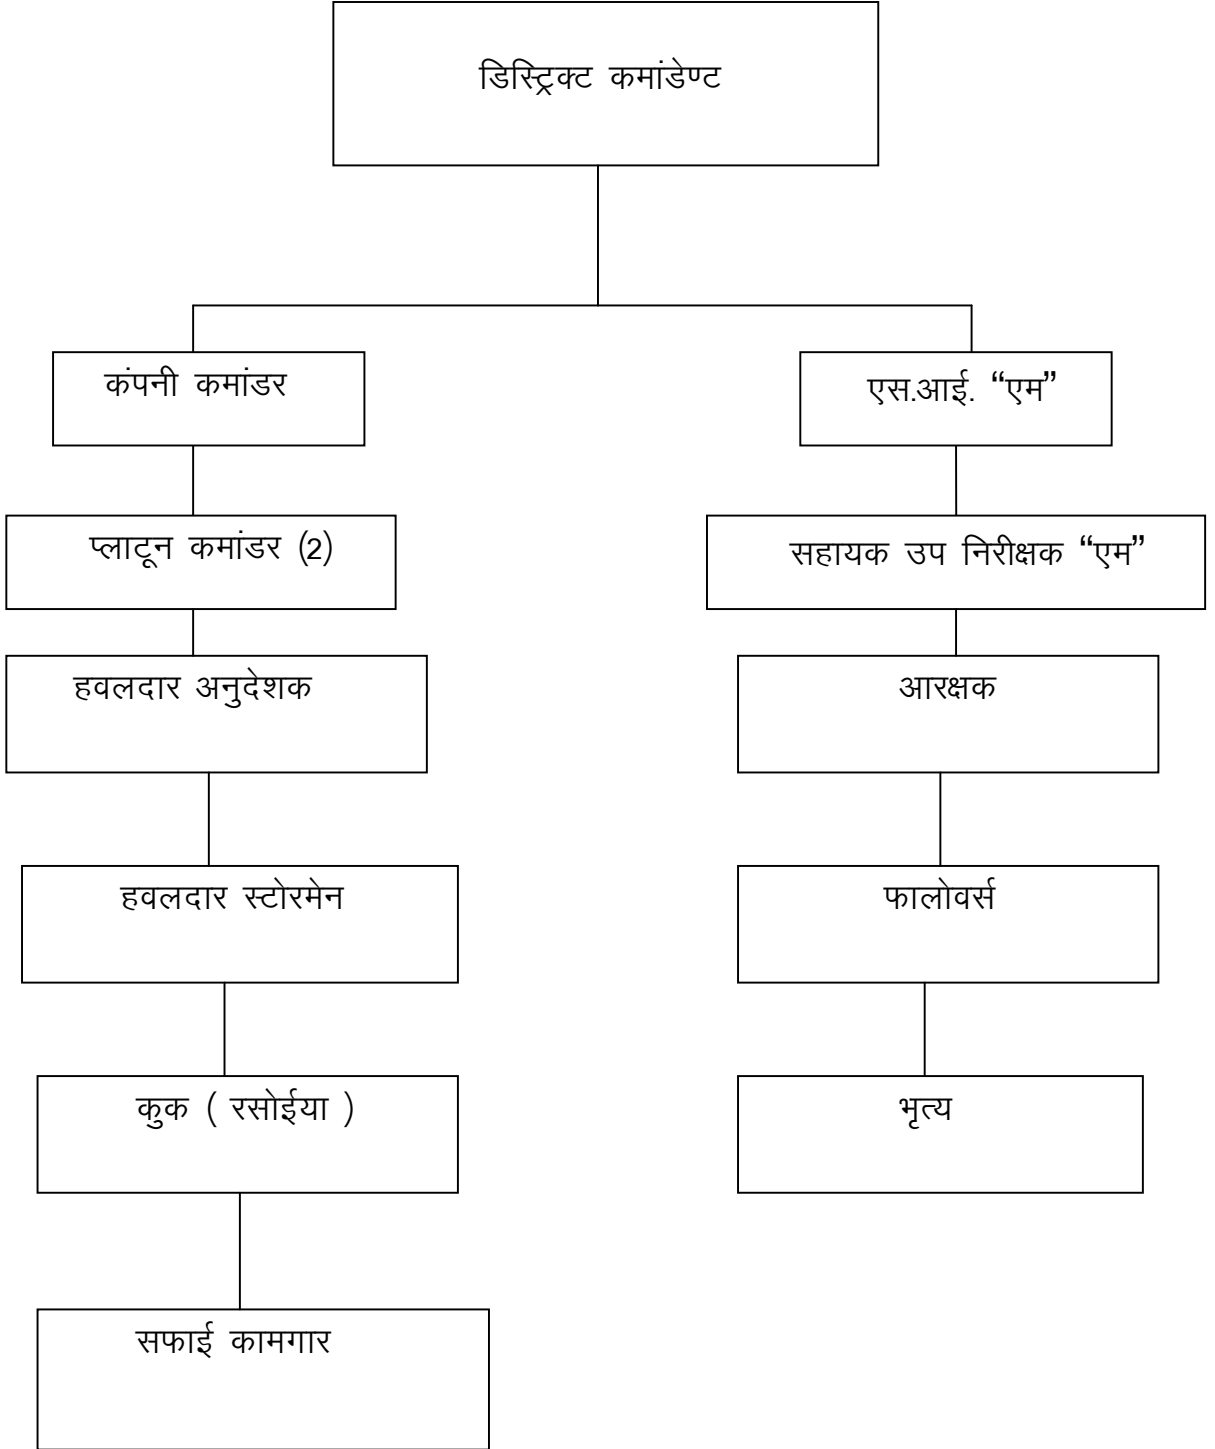 डिस्ट्रिक्ट कमांडेण्ट
कंपनी कमांडर
एस.आई. “एम”
प्लाटून कमांडर (2)
सहायक उप निरीक्षक “एम”
हवलदार अनुदेशक
आरक्षक
हवलदार स्टोरमेन
फालोवर्स
कुक ( रसोईया )
भृत्य
सफाई कामगार